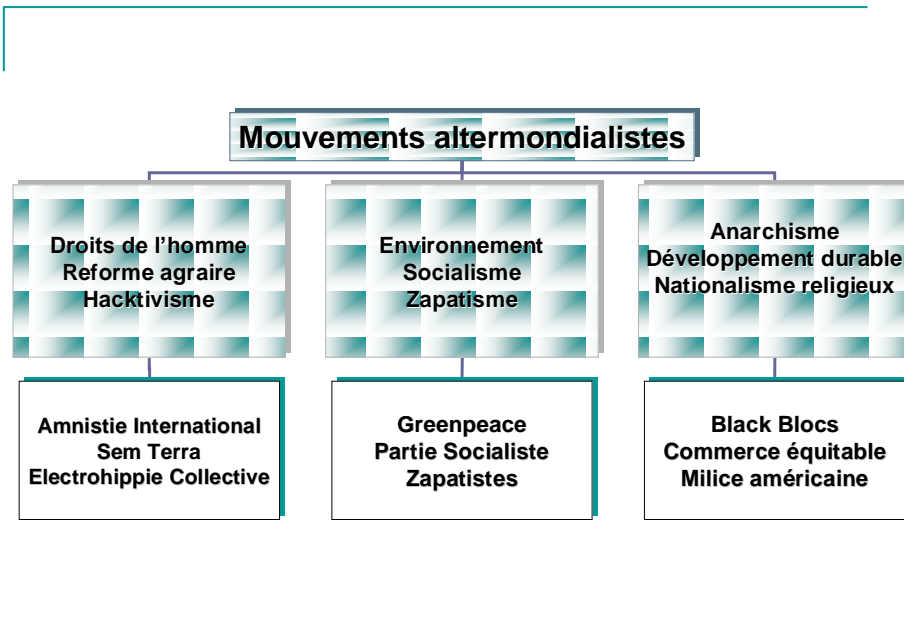 Mouvements altermondialistes
Droits de l'homme
Reforme agraire
Hacktivisme
Environnement
Socialisme
Zapatisme
Anarchisme
Développement durable
Nationalisme religieux
Amnistie International
Sem Terra
Electrohippie Collective
Greenpeace
Partie Socialiste
Zapatistes
Black Blocs
Commerce équitable
Milice américaine